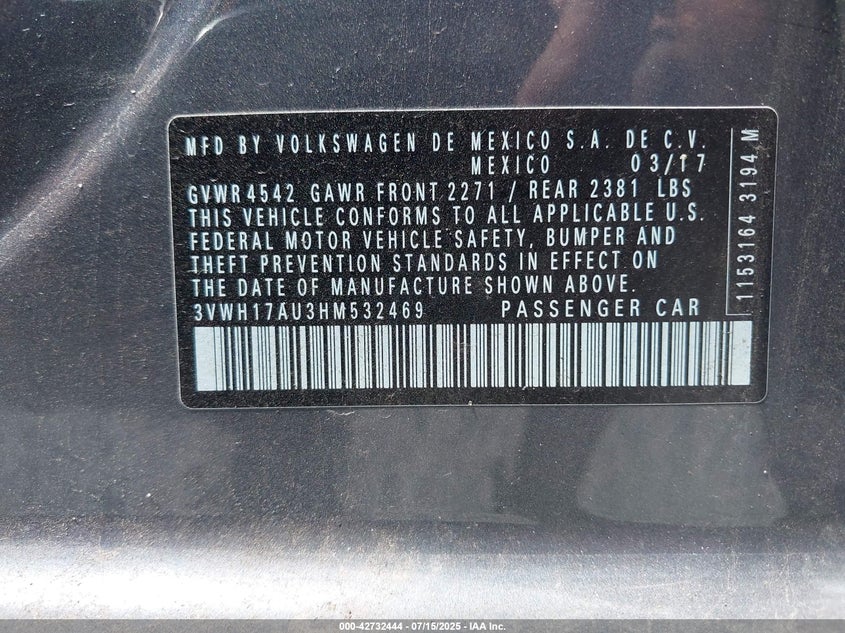 MFD BY VOLKSWAGEN DE MEXICO S.A. DE C.V.
MEXICO 03/17
GVWR 4542 GAWR FRONT 2271 / REAR 2381 LBS
THIS VEHICLE CONFORMS TO ALL APPLICABLE U.S.
FEDERAL MOTOR VEHICLE SAFETY, BUMPER AND
THEFT PREVENTION STANDARDS IN EFFECT ON
THE DATE OF MANUFACTURE SHOWN ABOVE.
3VWH17AU3HM532469 PASSENGER CAR
1153164 3194 M
000-42732444 - 07/15/2025 - IAA Inc.